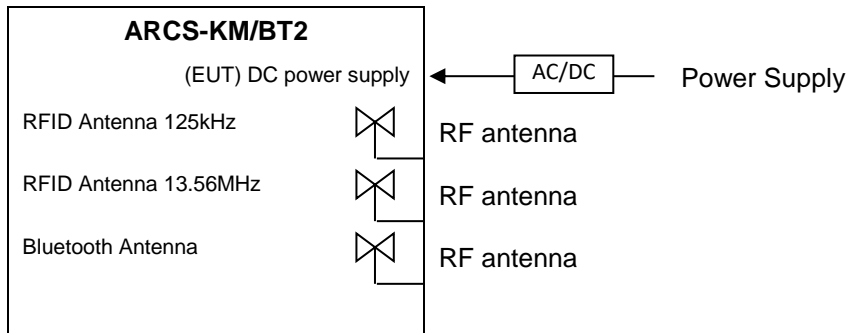 ARCS-KM/BT2
(EUT) DC power supply
AC/DC
Power Supply
RFID Antenna 125kHz
RF antenna
RFID Antenna 13.56MHz
RF antenna
Bluetooth Antenna
RF antenna